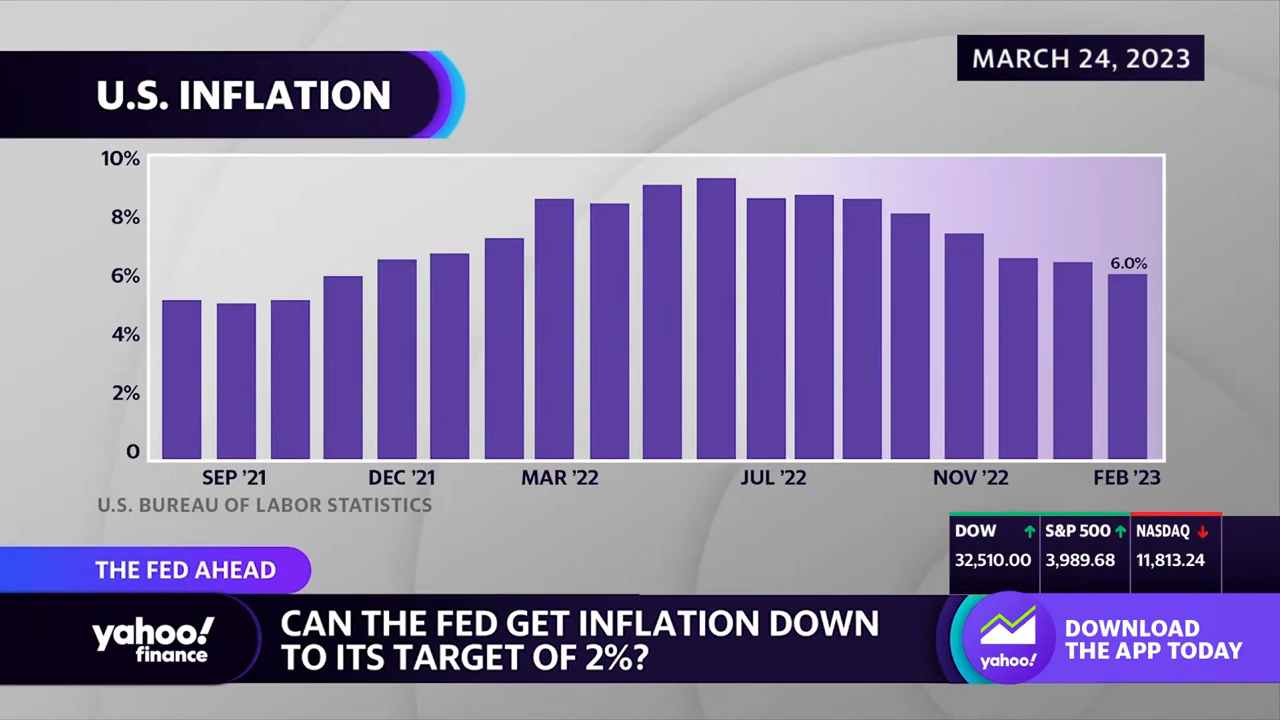 MARCH 24, 2023
U.S. INFLATION
10%
8%
6%
4%
2%
0
6.0%
SEP ’21
DEC ’21
MAR ’22
JUL ’22
NOV ’22
FEB ’23
U.S. BUREAU OF LABOR STATISTICS
DOW
32,510.00
S&P 500
3,989.68
NASDAQ
11,813.24
THE FED AHEAD
yahoo!
finance
CAN THE FED GET INFLATION DOWN
TO ITS TARGET OF 2%?
yahoo!
DOWNLOAD
THE APP TODAY